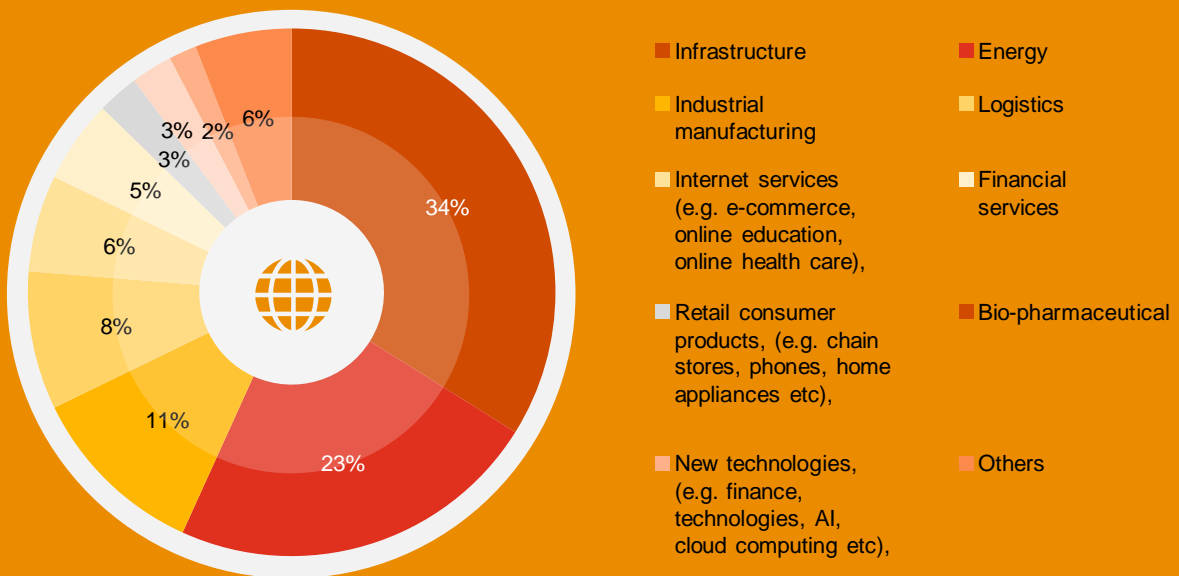 6%
2%
3%
3%
5%
6%
8%
11%
23%
34%
Infrastructure
Energy
Industrial
manufacturing
Logistics
Internet services
(e.g. e-commerce,
online education,
online health care),
Financial
services
Retail consumer
products, (e.g. chain
stores, phones, home
appliances etc),
Bio-pharmaceutical
New technologies,
(e.g. finance,
technologies, AI,
cloud computing etc),
Others